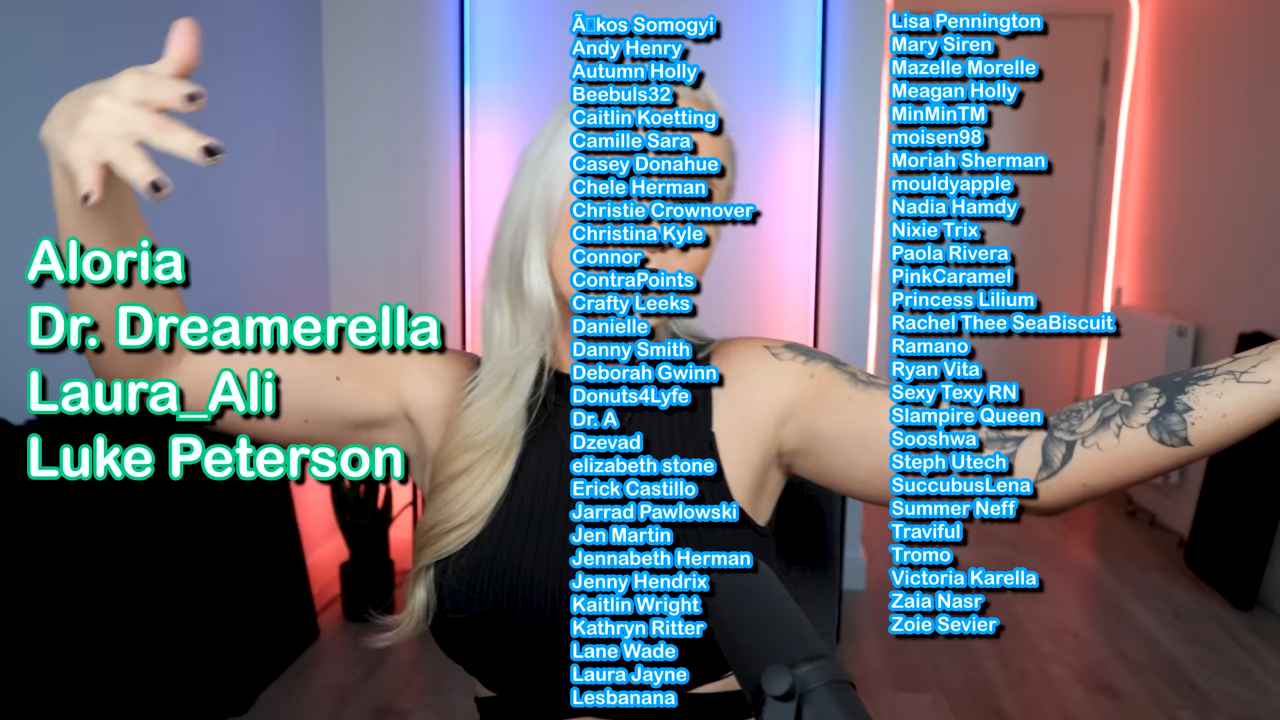 Aloria
Dr. Dreamerella
Laura_Ali
Luke Peterson
Ã�kos Somogyi
Andy Henry
Autumn Holly
Beebuls32
Caitlin Koetting
Camille Sara
Casey Donahue
Chele Herman
Christie Crownover
Christina Kyle
Connor
ContraPoints
Crafty Leeks
Danielle
Danny Smith
Deborah Gwinn
Donuts4Lyfe
Dr. A
Dzevad
elizabeth stone
Erick Castillo
Jarrad Pawlowski
Jen Martin
Jennabeth Herman
Jenny Hendrix
Kaitlin Wright
Kathryn Ritter
Lane Wade
Laura Jayne
Lesbanana
Lisa Pennington
Mary Siren
Mazelle Morelle
Meagan Holly
MinMinTM
moisen98
Moriah Sherman
mouldyapple
Nadia Hamdy
Nixie Trix
Paola Rivera
PinkCaramel
Princess Lilium
Rachel Thee SeaBiscuit
Ramano
Ryan Vita
Sexy Texy RN
Slampire Queen
Sooshwa
Steph Utech
SuccubusLena
Summer Neff
Traviful
Tromo
Victoria Karella
Zaia Nasr
Zoie Sevier